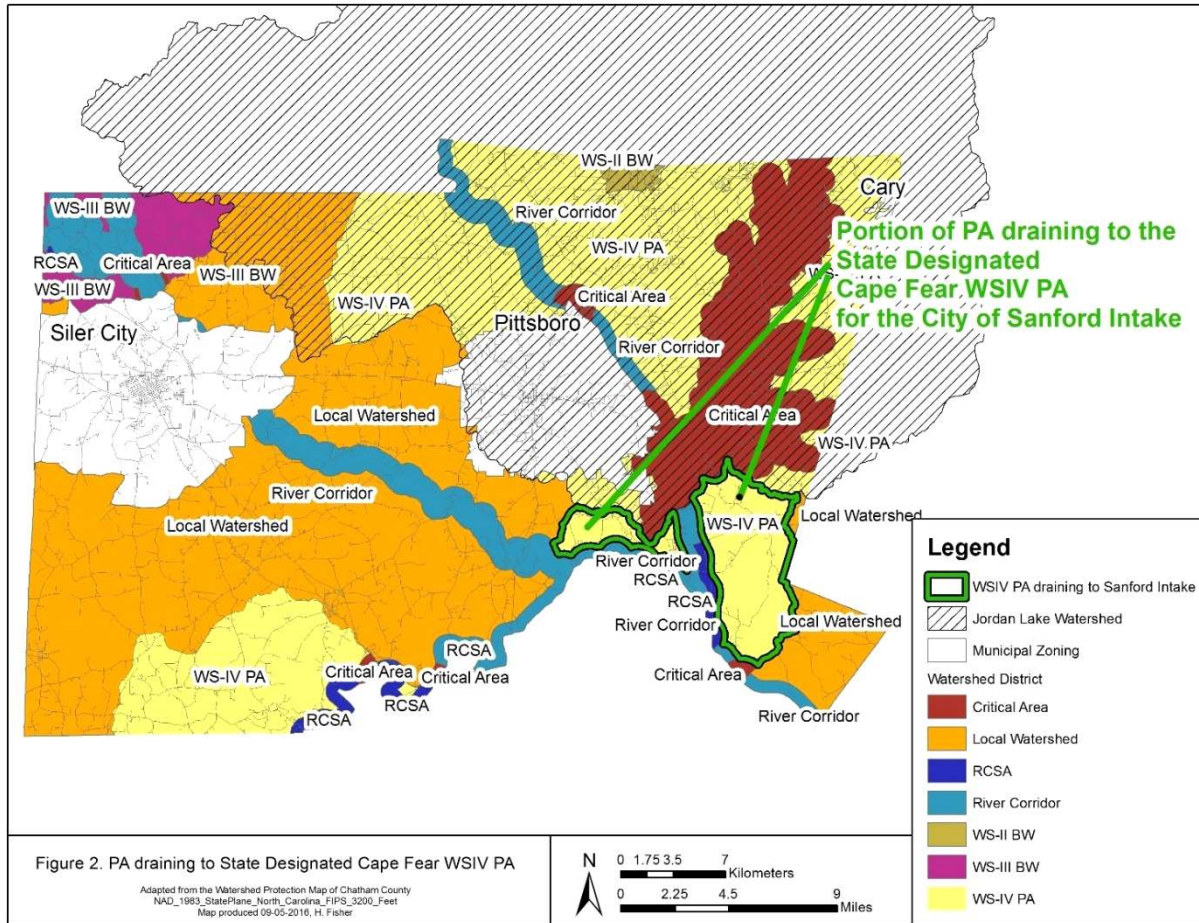 WS-II BW
Cary
WS-III BW
River Corridor
Portion of PA draining to the
State Designated
Cape Fear WSIV PA
for the City of Sanford Intake
WS-IV PA
RCSA
Critical Area
WS-III BW
WS-III BW
Critical Area
WS-IV PA
Siler City
Pittsboro
River Corridor
Local Watershed
Critical Area
WS-IV PA
River Corridor
Local Watershed
WS-IV PA
Local Watershed
River Corridor
RCSA
RCSA
River Corridor
Local Watershed
RCSA
WS-IV PA
Critical Area
Critical Area
Critical Area
RCSA
RCSA
River Corridor
Legend
WSIV PA draining to Sanford Intake
Jordan Lake Watershed
Municipal Zoning
Watershed District
Critical Area
Local Watershed
RCSA
River Corridor
WS-II BW
WS-III BW
WS-IV PA
Figure 2. PA draining to State Designated Cape Fear WSIV PA
Adapted from the Watershed Protection Map of Chatham County
NAD_1983_StatePlane_North_Carolina_FIPS_3200_Feet
Map produced 09-05-2016, H. Fisher
N
0 1.75 3.5 7
Kilometers
0 2.25 4.5 9
Miles